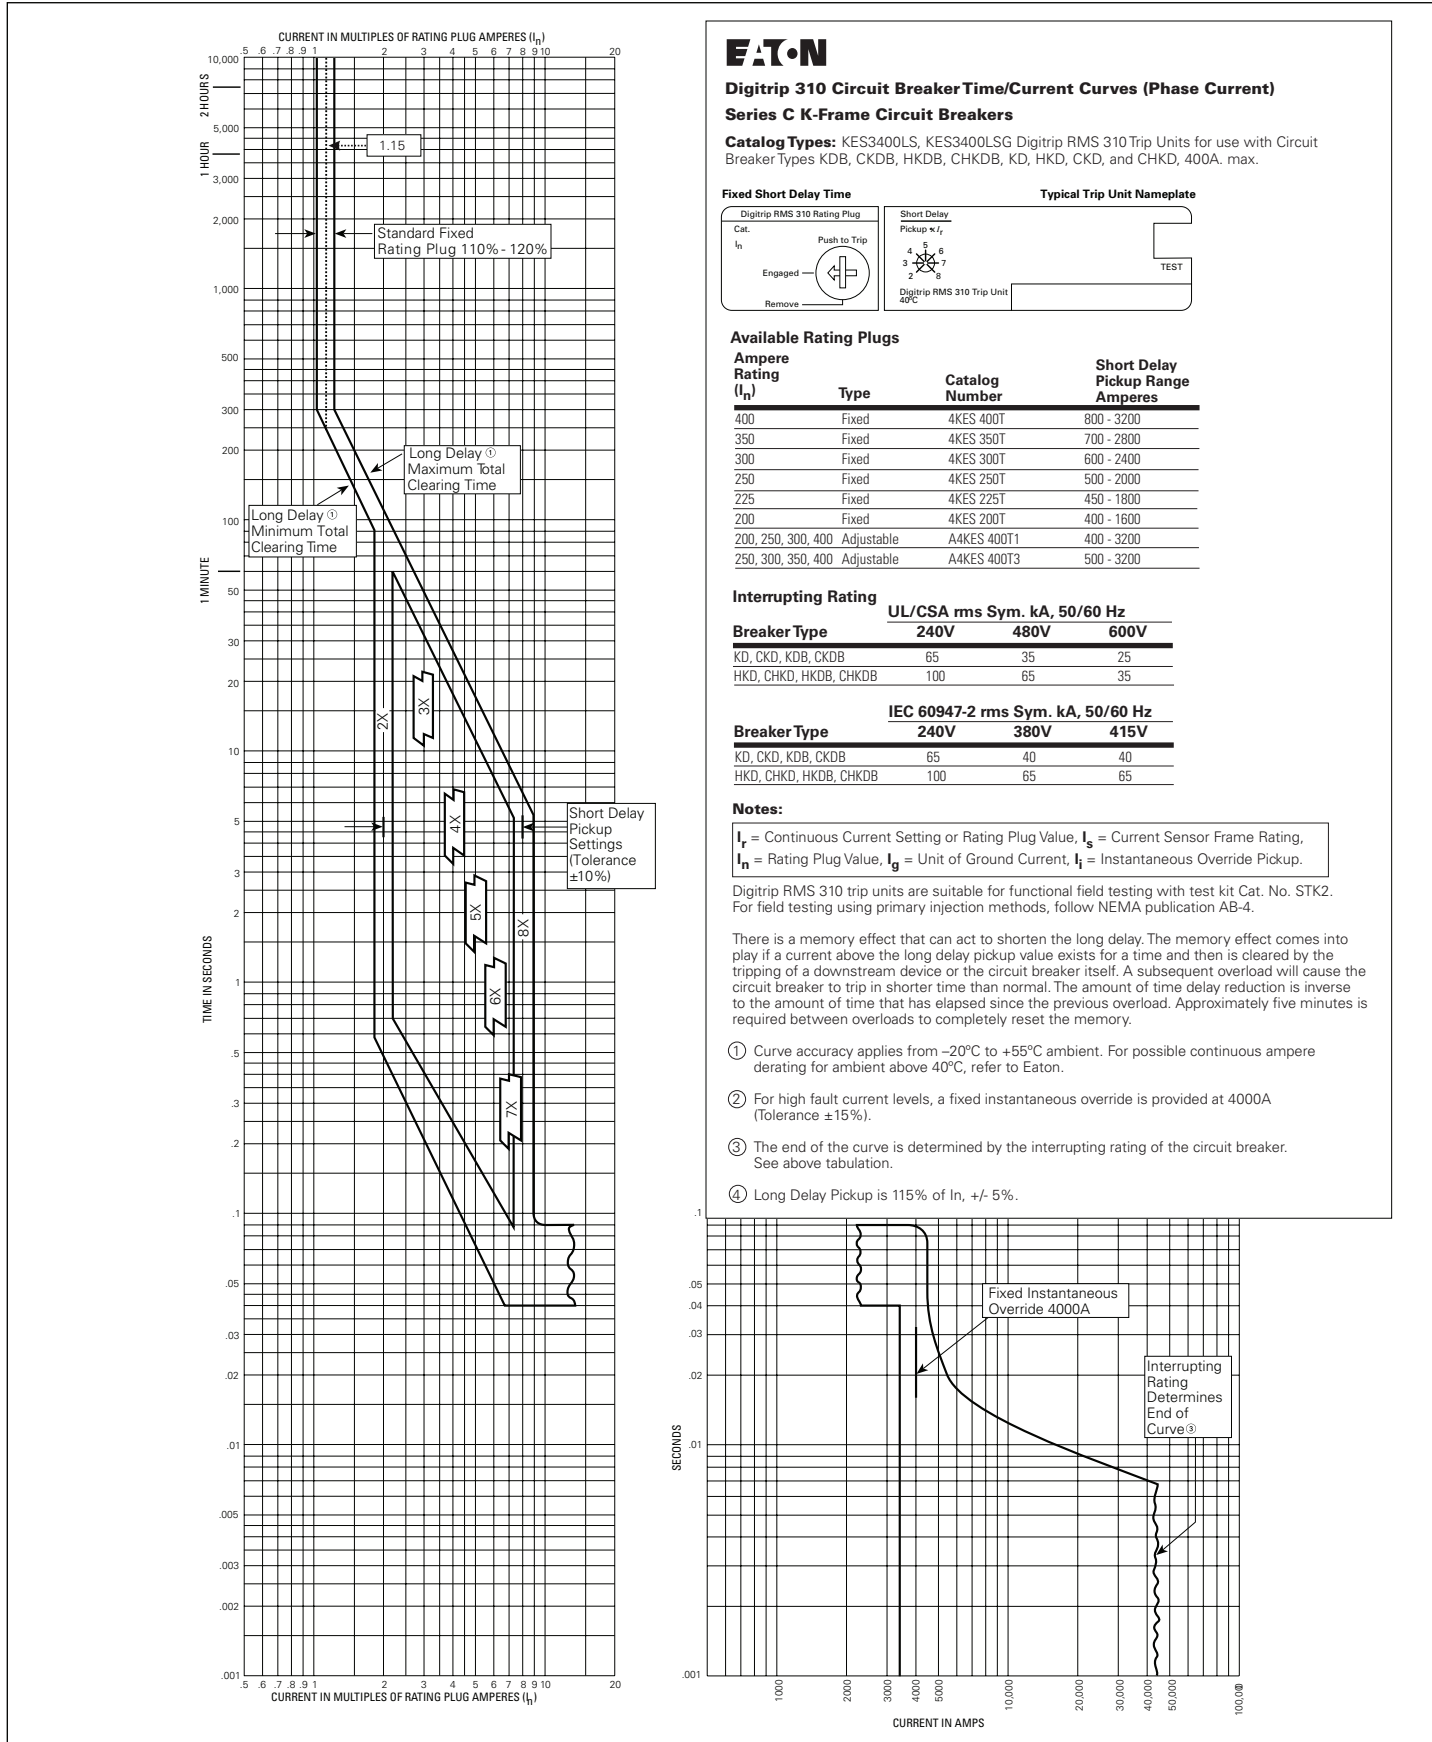 CURRENT IN MULTIPLES OF RATING PLUG AMPERES (In)
.5 .6 .7 .8 .9 1 2 3 4 5 6 7 8 9 10 20
10,000
5,000
3,000
2,000
1,000
500
300
200
100
50
30
20
10
5
3
2
1
.5
.3
.2
.1
.05
.03
.02
.01
.005
.003
.002
.001
2 HOURS
1 HOUR
1 MINUTE
TIME IN SECONDS
1.15
Standard Fixed
Rating Plug 110% - 120%
Long Delay ①
Maximum Total
Clearing Time
Long Delay ①
Minimum Total
Clearing Time
2X
3X
4X
5X
6X
7X
8X
Short Delay
Pickup
Settings
(Tolerance
±10%)
.5 .6 .7 .8 .9 1 2 3 4 5 6 7 8 9 10 20
CURRENT IN MULTIPLES OF RATING PLUG AMPERES (In)
EATON
Digitrip 310 Circuit Breaker Time/Current Curves (Phase Current)
Series C K-Frame Circuit Breakers
Catalog Types: KES3400LS, KES3400LSG Digitrip RMS 310 Trip Units for use with Circuit
Breaker Types KDB, CKDB, HKDB, CHKDB, KD, HKD, CKD, and CHKD, 400A. max.
Fixed Short Delay Time Typical Trip Unit Nameplate
Digitrip RMS 310 Rating Plug
Cat.
In
Push to Trip
Engaged
Remove
Short Delay
Pickup × Ir
2 3 4 5 6 7 8
TEST
Digitrip RMS 310 Trip Unit
40ºC
Available Rating Plugs
Ampere Rating (In) Type Catalog Number Short Delay Pickup Range Amperes
400 Fixed 4KES 400T 800 - 3200
350 Fixed 4KES 350T 700 - 2800
300 Fixed 4KES 300T 600 - 2400
250 Fixed 4KES 250T 500 - 2000
225 Fixed 4KES 225T 450 - 1800
200 Fixed 4KES 200T 400 - 1600
200, 250, 300, 400 Adjustable A4KES 400T1 400 - 3200
250, 300, 350, 400 Adjustable A4KES 400T3 500 - 3200
Interrupting Rating
UL/CSA rms Sym. kA, 50/60 Hz
Breaker Type 240V 480V 600V
KD, CKD, KDB, CKDB 65 35 25
HKD, CHKD, HKDB, CHKDB 100 65 35
IEC 60947-2 rms Sym. kA, 50/60 Hz
Breaker Type 240V 380V 415V
KD, CKD, KDB, CKDB 65 40 40
HKD, CHKD, HKDB, CHKDB 100 65 65
Notes:
Ir = Continuous Current Setting or Rating Plug Value, Is = Current Sensor Frame Rating,
In = Rating Plug Value, Ig = Unit of Ground Current, Ii = Instantaneous Override Pickup.
Digitrip RMS 310 trip units are suitable for functional field testing with test kit Cat. No. STK2.
For field testing using primary injection methods, follow NEMA publication AB-4.
There is a memory effect that can act to shorten the long delay. The memory effect comes into
play if a current above the long delay pickup value exists for a time and then is cleared by the
tripping of a downstream device or the circuit breaker itself. A subsequent overload will cause the
circuit breaker to trip in shorter time than normal. The amount of time delay reduction is inverse
to the amount of time that has elapsed since the previous overload. Approximately five minutes is
required between overloads to completely reset the memory.
① Curve accuracy applies from –20ºC to +55ºC ambient. For possible continuous ampere
derating for ambient above 40ºC, refer to Eaton.
② For high fault current levels, a fixed instantaneous override is provided at 4000A
(Tolerance ±15%).
③ The end of the curve is determined by the interrupting rating of the circuit breaker.
See above tabulation.
④ Long Delay Pickup is 115% of In, +/- 5%.
.1
.05
.04
.03
.02
.01
.001
SECONDS
Fixed Instantaneous
Override 4000A
Interrupting
Rating
Determines
End of
Curve③
1000 2000 3000 4000 5000 10,000 20,000 30,000 40,000 50,000 100,000
CURRENT IN AMPS